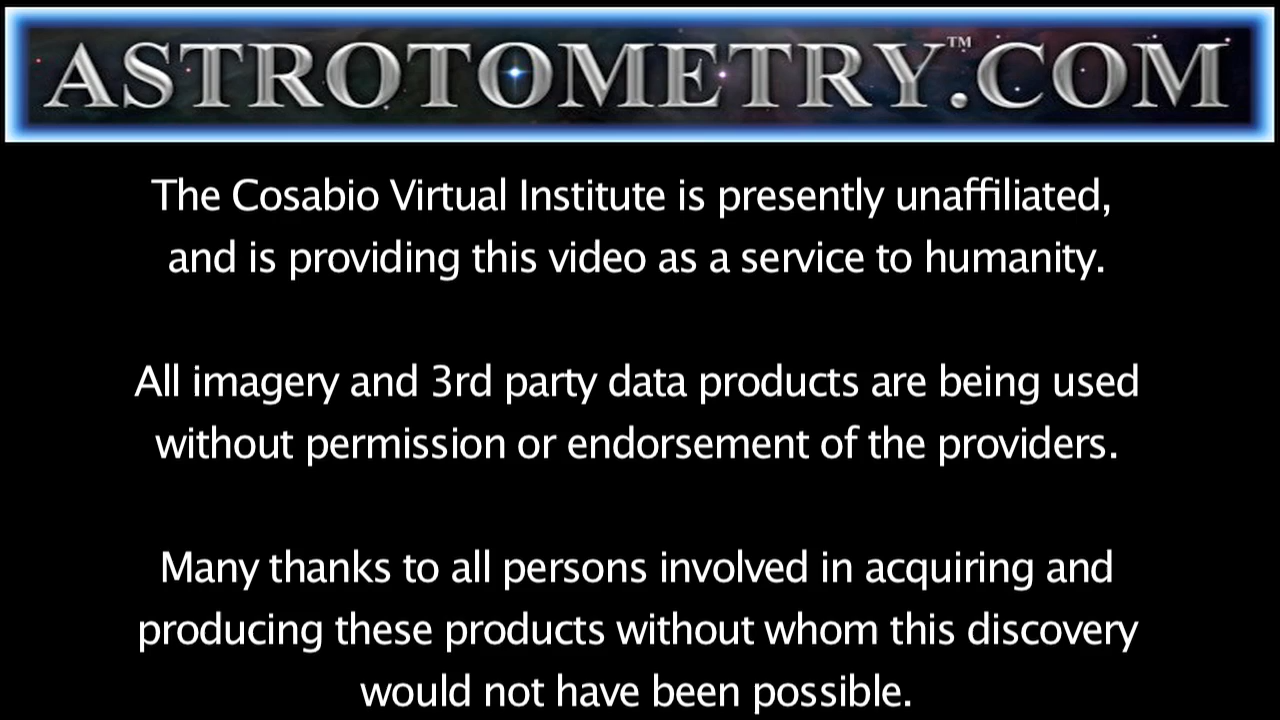 ASTROTOMETRY™.COM
The Cosabio Virtual Institute is presently unaffiliated,
and is providing this video as a service to humanity.
All imagery and 3rd party data products are being used
without permission or endorsement of the providers.
Many thanks to all persons involved in acquiring and
producing these products without whom this discovery
would not have been possible.